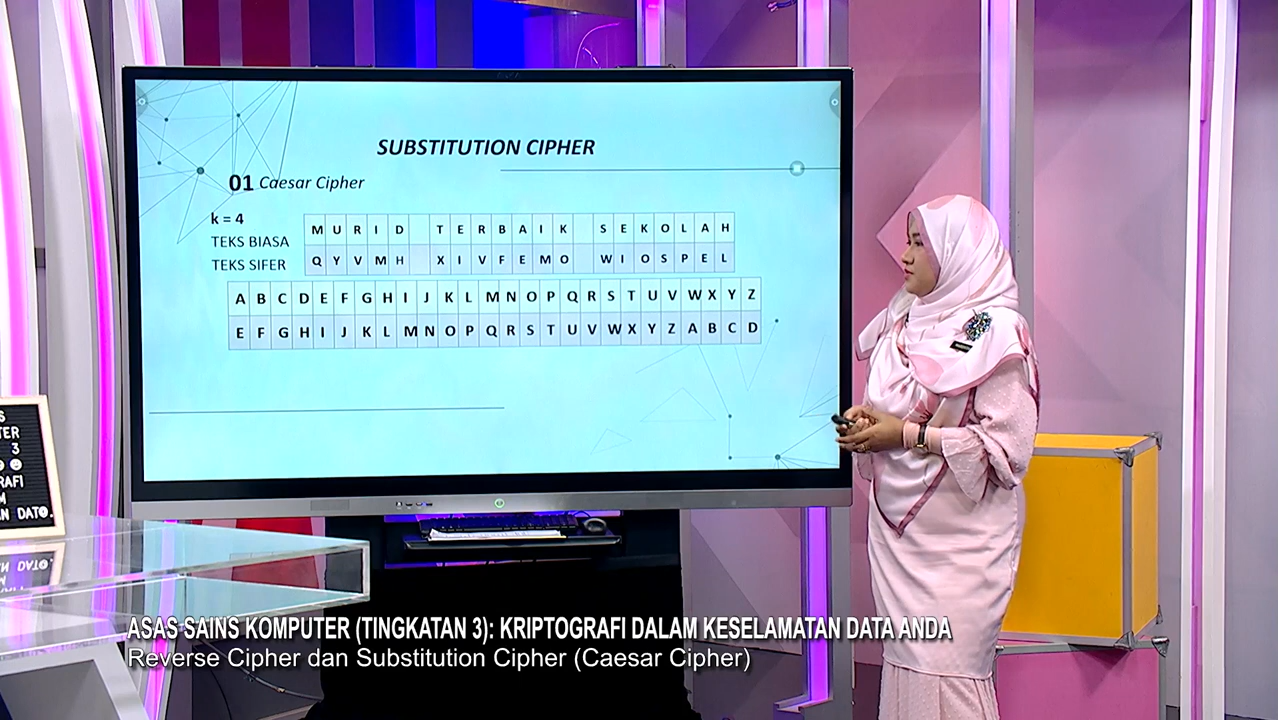 SUBSTITUTION CIPHER
01 Caesar Cipher
k = 4
TEKS BIASA M U R I D T E R B A I K S E K O L A H
TEKS SIFER Q Y V M H X I V F E M O W I O S P E L
A B C D E F G H I J K L M N O P Q R S T U V W X Y Z
E F G H I J K L M N O P Q R S T U V W X Y Z A B C D
3
ASAS SAINS KOMPUTER (TINGKATAN 3): KRIPTOGRAFI DALAM KESELAMATAN DATA ANDA
Reverse Cipher dan Substitution Cipher (Caesar Cipher)